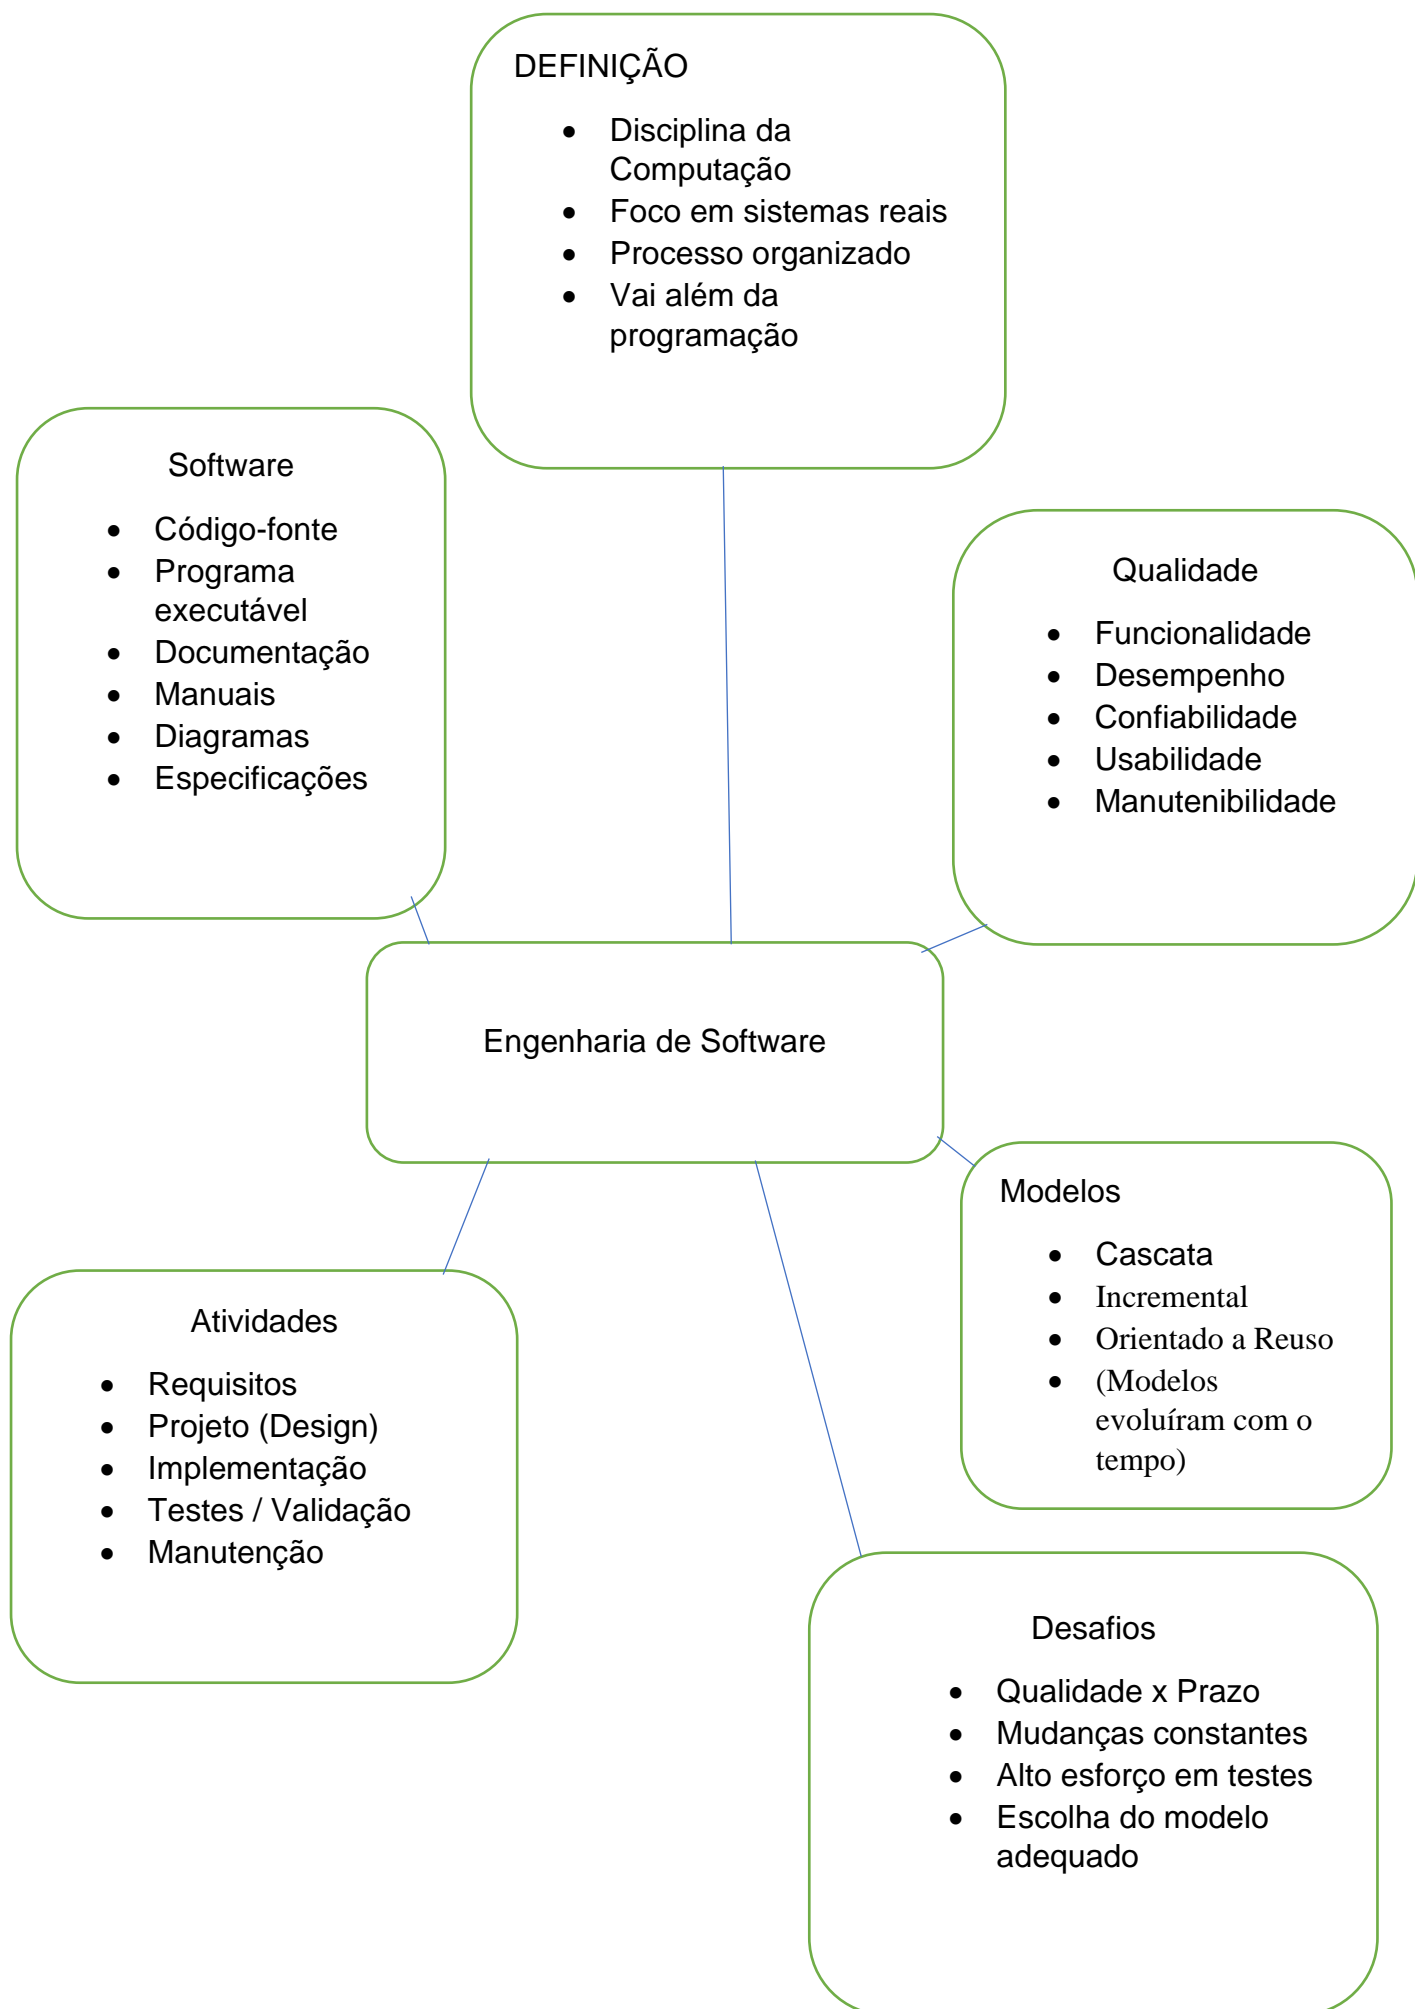 DEFINIÇÃO
• Disciplina da
Computação
• Foco em sistemas reais
• Processo organizado
• Vai além da
programação
Software
• Código-fonte
• Programa
executável
• Documentação
• Manuais
• Diagramas
• Especificações
Qualidade
• Funcionalidade
• Desempenho
• Confiabilidade
• Usabilidade
• Manutenibilidade
Engenharia de Software
Modelos
• Cascata
• Incremental
• Orientado a Reuso
• (Modelos
evoluíram com o
tempo)
Atividades
• Requisitos
• Projeto (Design)
• Implementação
• Testes / Validação
• Manutenção
Desafios
• Qualidade x Prazo
• Mudanças constantes
• Alto esforço em testes
• Escolha do modelo
adequado